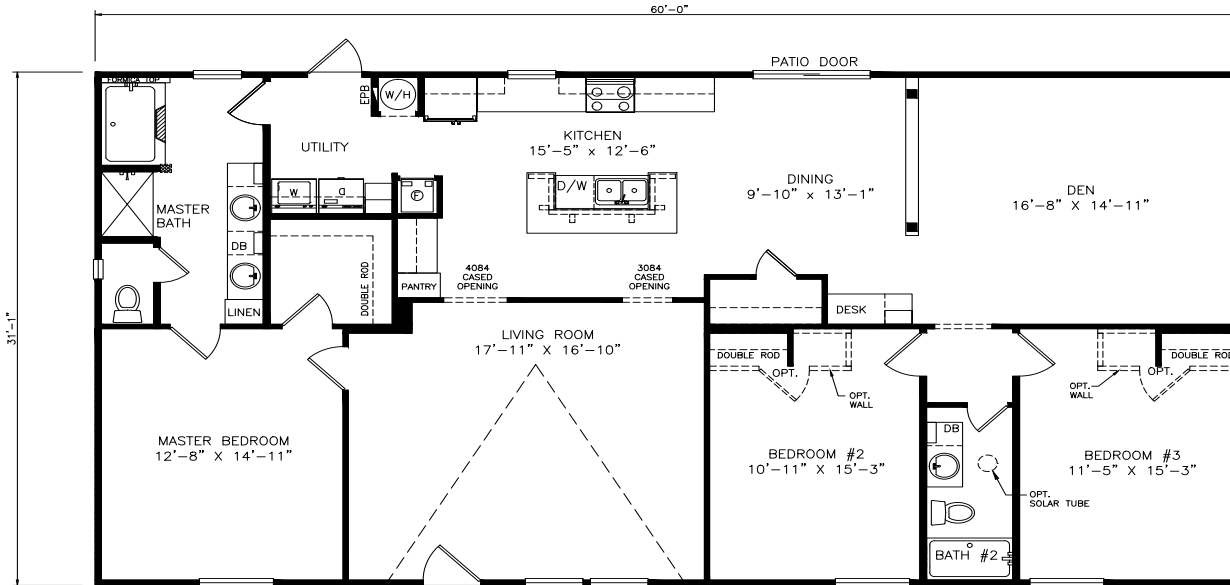 60'-0"
31'-1"
FORMICA TOP
PATIO DOOR
EPB
W/H
UTILITY
KITCHEN
15'-5" x 12'-6"
DINING
9'-10" x 13'-1"
DEN
16'-8" X 14'-11"
W
D
F
D/W
MASTER
BATH
DB
LINEN
DOUBLE ROD
PANTRY
4084
CASED
OPENING
3084
CASED
OPENING
DESK
LIVING ROOM
17'-11" X 16'-10"
DOUBLE ROD
OPT.
OPT.
WALL
DOUBLE ROD
OPT.
OPT.
WALL
MASTER BEDROOM
12'-8" X 14'-11"
BEDROOM #2
10'-11" X 15'-3"
DB
BEDROOM #3
11'-5" X 15'-3"
OPT.
SOLAR TUBE
BATH #2